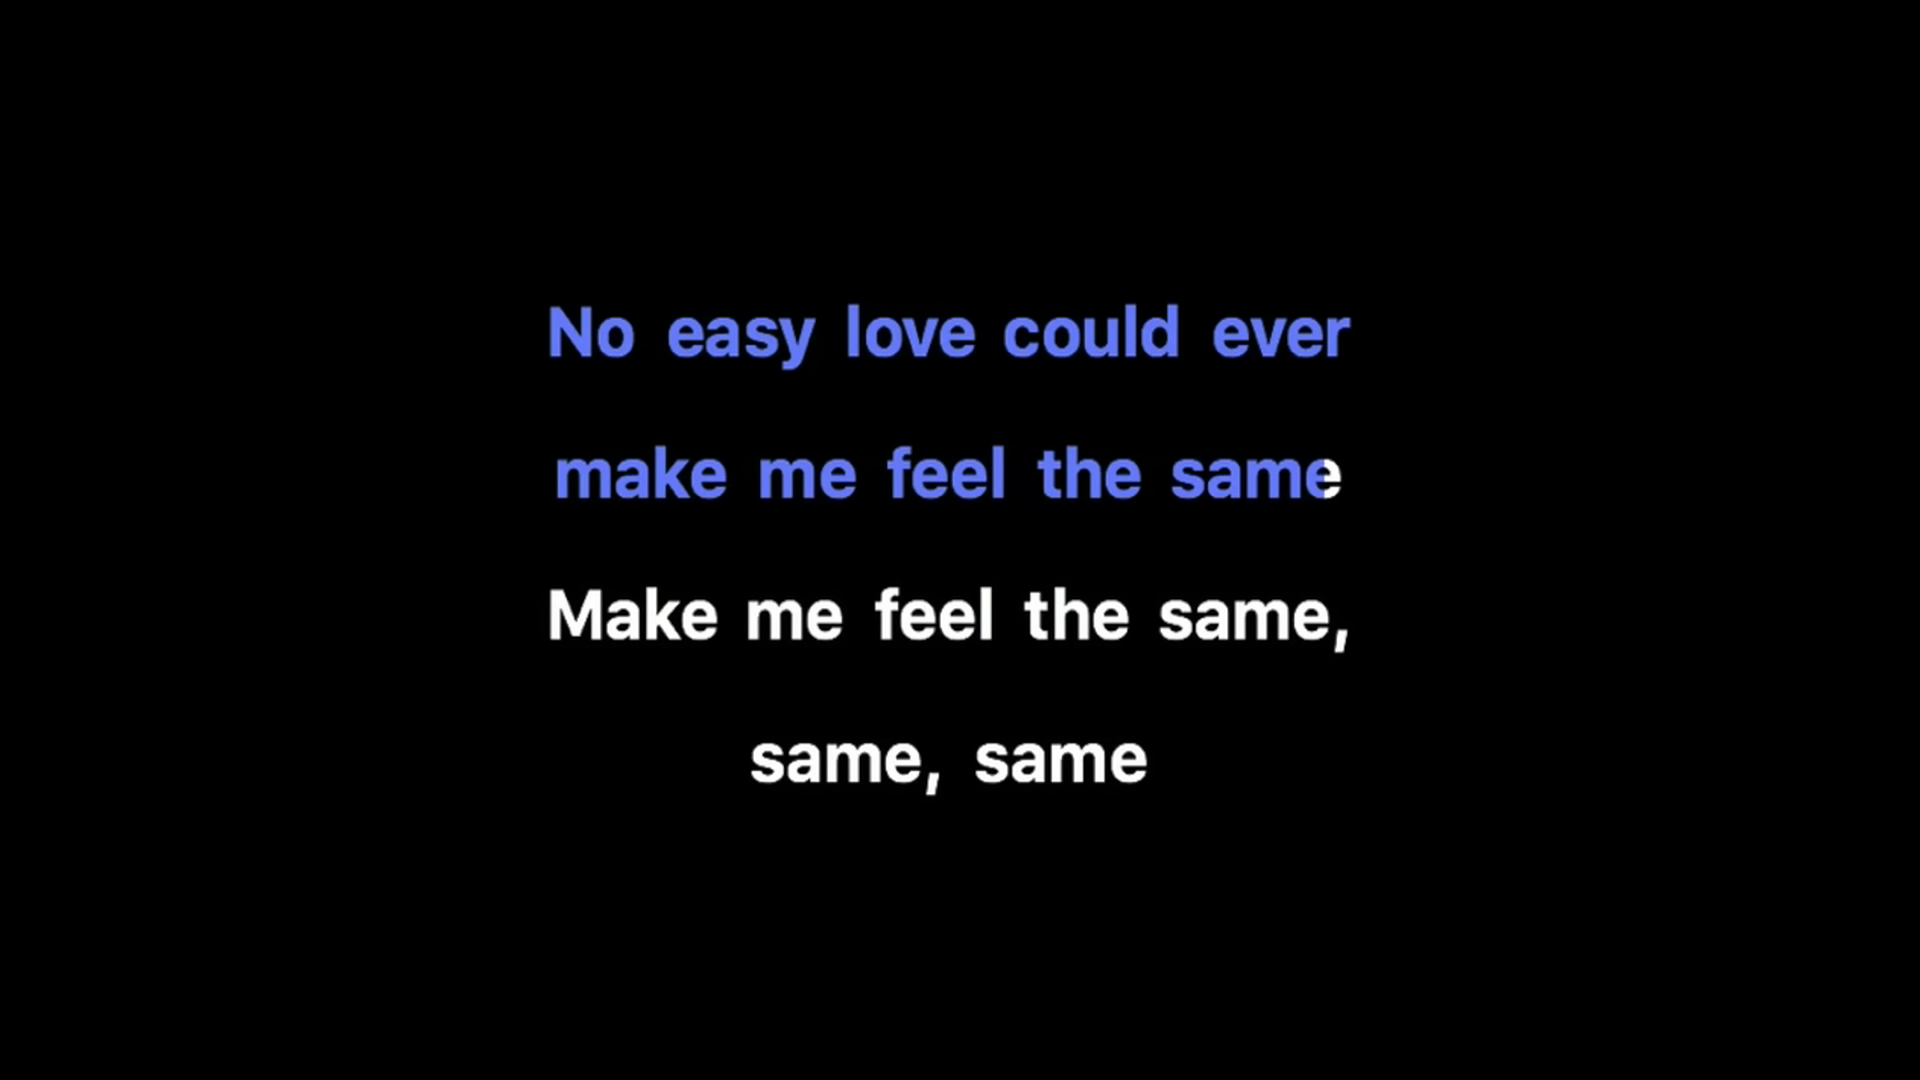 No easy love could ever
make me feel the same
Make me feel the same,
same, same